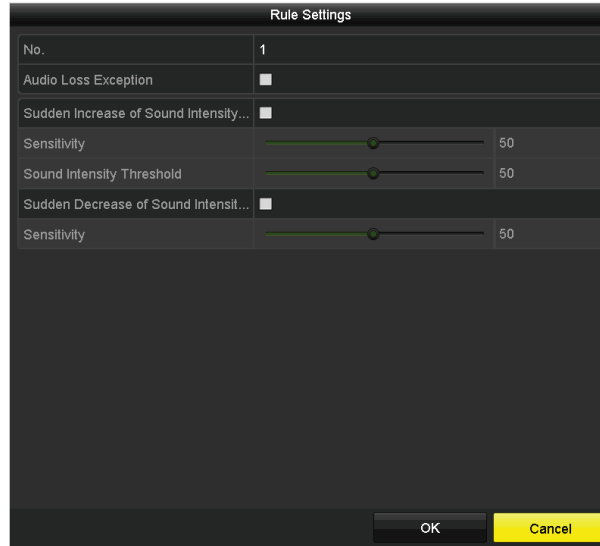 Rule Settings
No. 1
Audio Loss Exception
Sudden Increase of Sound Intensity...
Sensitivity 50
Sound Intensity Threshold 50
Sudden Decrease of Sound Intensit...
Sensitivity 50
OK Cancel